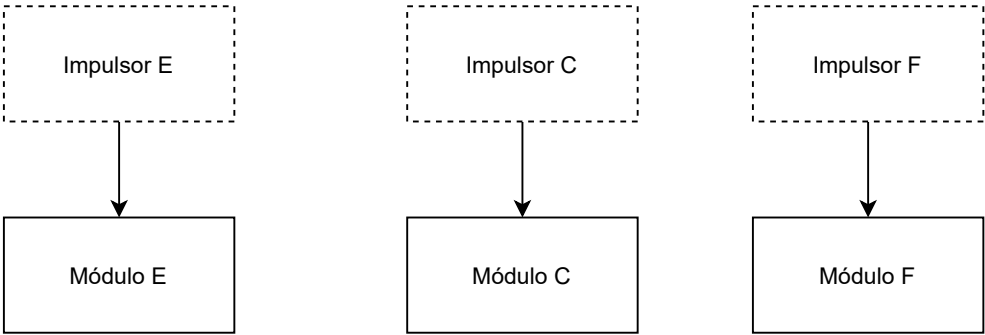 Impulsor E
Impulsor C
Impulsor F
Módulo E
Módulo C
Módulo F